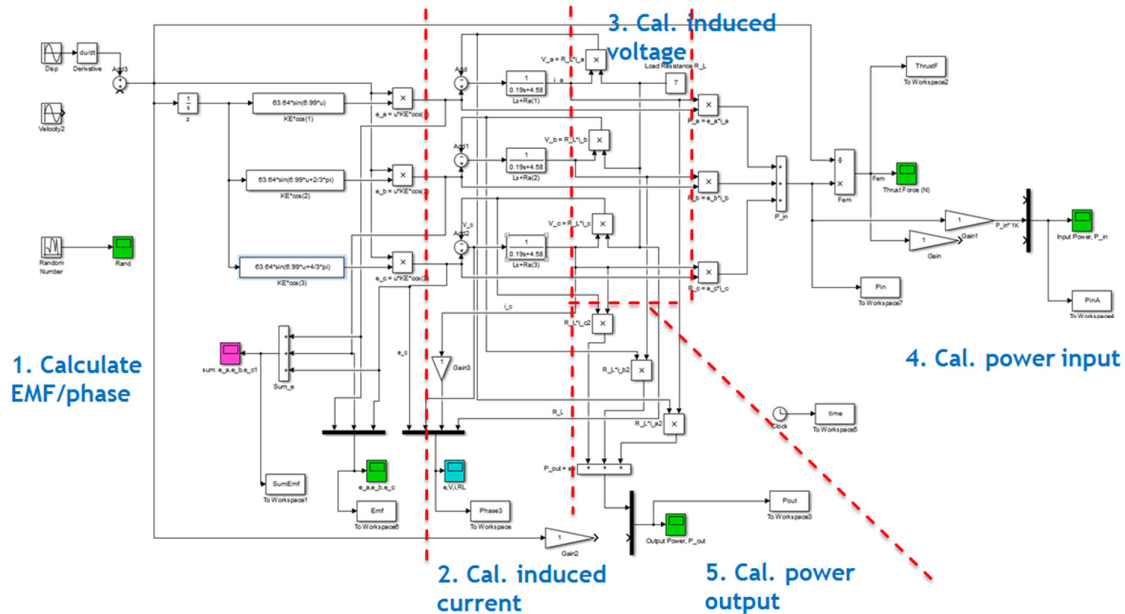 3. Cal. induced
voltage
Disp
du/dt
Derivative
Add3
Velocity2
1
s
z
63.64*sin(6.99*u)
KE*cos(1)
e_a = u*KE*cos(1)
63.64*sin(6.99*u+2/3*pi)
KE*cos(2)
e_b = u*KE*cos(2)
63.64*sin(6.99*u+4/3*pi)
KE*cos(3)
e_c = u*KE*cos(3)
Random
Number
Rand
Add
1
0.19s+4.58
Ls+Ra(1)
i_a
V_a = R_L*i_a
Load Resistance R_L
7
Add1
1
0.19s+4.58
Ls+Ra(2)
V_b = R_L*i_b
V_c
Add2
1
0.19s+4.58
Ls+Ra(3)
V_c = R_L*i_c
P_a = e_a*i_a
P_b = e_b*i_b
P_c = e_c*i_c
P_in
Fem
Fem
ThrustF
To Workspace2
Thrust Force (N)
1
Gain1
1
Gain
P_in*1K
Input Power, P_in
Pin
To Workspace7
PinA
To Workspace4
1. Calculate
EMF/phase
4. Cal. power input
sum: e_a,e_b,e_c1
Sum_e
i_c
e_c
1
Gain3
R_L*i_c2
R_L*i_b2
R_L
R_L*i_a2
Clock
time
To Workspace5
P_out =
SumEmf
To Workspace1
e_a,e_b,e_c
Emf
To Workspace6
e,V,i,RL
Phase3
To Workspace
1
Gain2
Pout
To Workspace3
Output Power, P_out
2. Cal. induced
current
5. Cal. power
output